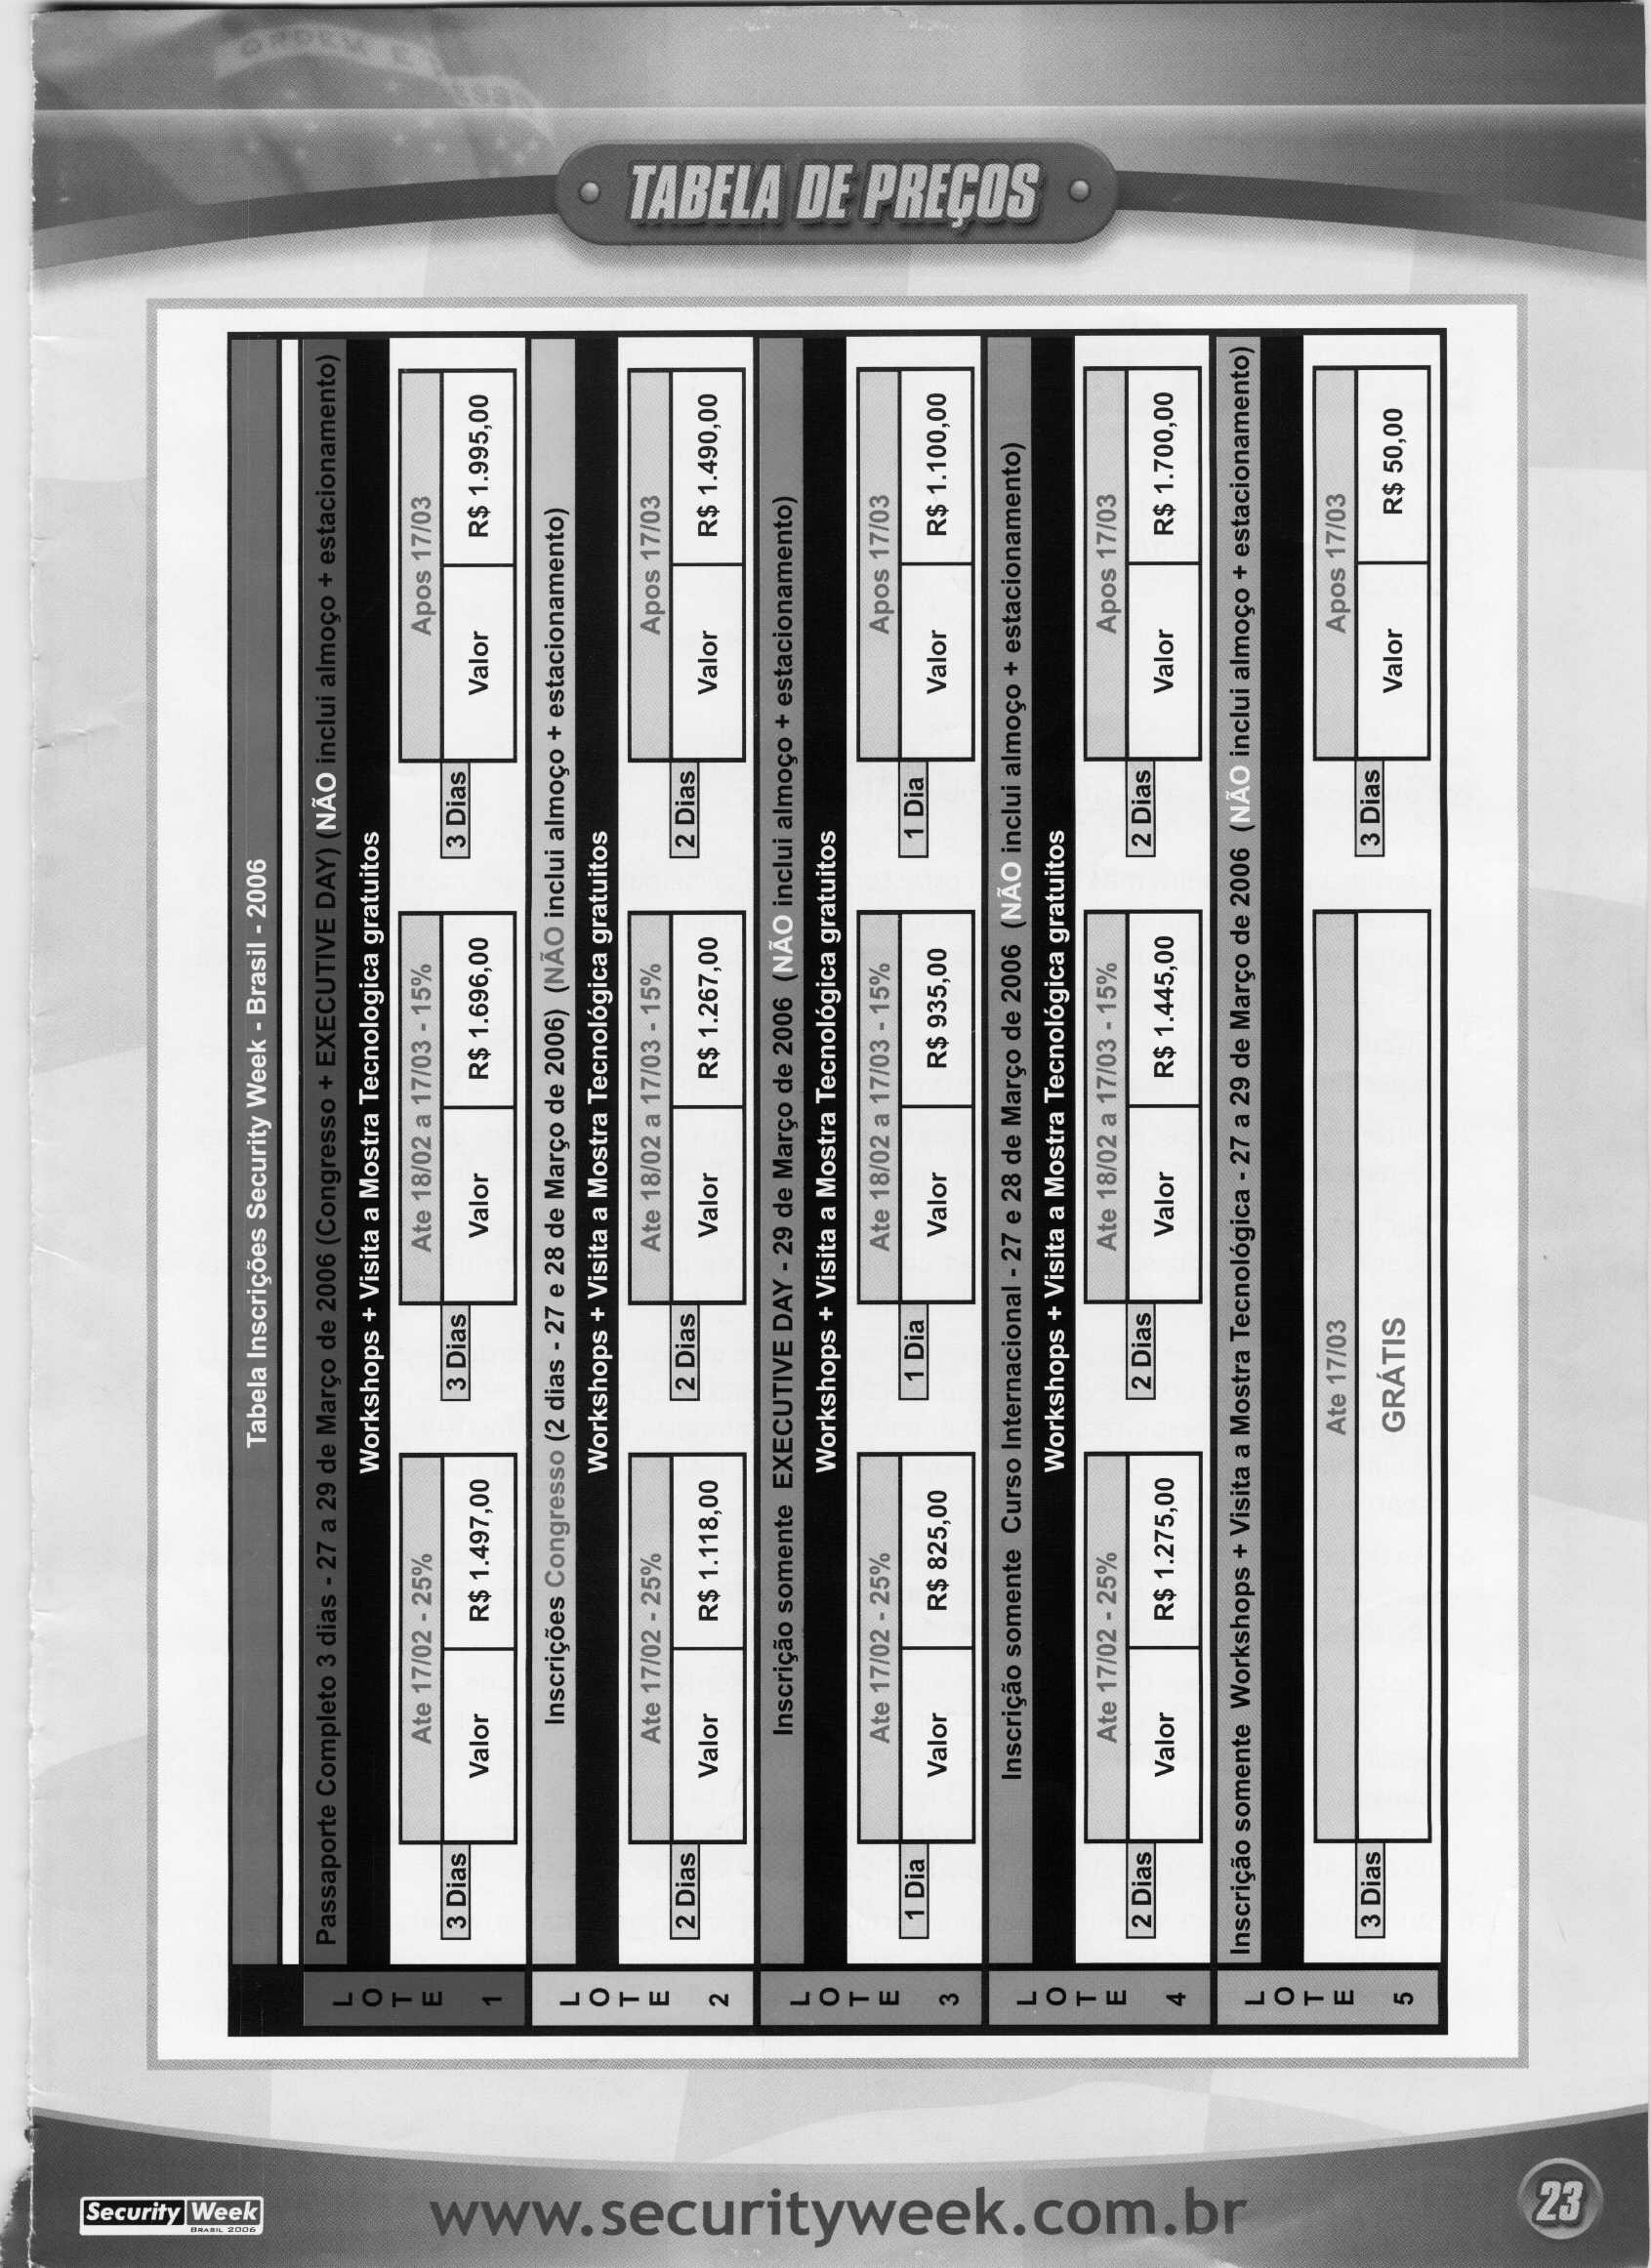 TABELA DE PREÇOS
Tabela Inscrições Security Week - Brasil - 2006
LOTE 1
Passaporte Completo 3 dias - 27 a 29 de Março de 2006 (Congresso + EXECUTIVE DAY) (NÃO inclui almoço + estacionamento)
Workshops + Visita a Mostra Tecnologica gratuitos
Ate 17/02 - 25%
Ate 18/02 a 17/03 - 15%
Apos 17/03
3 Dias Valor R$ 1.497,00
3 Dias Valor R$ 1.696,00
3 Dias Valor R$ 1.995,00
LOTE 2
Inscrições Congresso (2 dias - 27 e 28 de Março de 2006) (NÃO inclui almoço + estacionamento)
Workshops + Visita a Mostra Tecnológica gratuitos
Ate 17/02 - 25%
Ate 18/02 a 17/03 - 15%
Apos 17/03
2 Dias Valor R$ 1.118,00
2 Dias Valor R$ 1.267,00
2 Dias Valor R$ 1.490,00
LOTE 3
Inscrição somente EXECUTIVE DAY - 29 de Março de 2006 (NÃO inclui almoço + estacionamento)
Workshops + Visita a Mostra Tecnológica gratuitos
Ate 17/02 - 25%
Ate 18/02 a 17/03 - 15%
Apos 17/03
1 Dia Valor R$ 825,00
1 Dia Valor R$ 935,00
1 Dia Valor R$ 1.100,00
LOTE 4
Inscrição somente Curso Internacional - 27 e 28 de Março de 2006 (NÃO inclui almoço + estacionamento)
Workshops + Visita a Mostra Tecnológica gratuitos
Ate 17/02 - 25%
Ate 18/02 a 17/03 - 15%
Apos 17/03
2 Dias Valor R$ 1.275,00
2 Dias Valor R$ 1.445,00
2 Dias Valor R$ 1.700,00
LOTE 5
Inscrição somente Workshops + Visita a Mostra Tecnológica - 27 a 29 de Março de 2006 (NÃO inclui almoço + estacionamento)
Ate 17/03
Apos 17/03
3 Dias GRÁTIS
3 Dias Valor R$ 50,00
Security Week
BRASIL 2006
www.securityweek.com.br
23